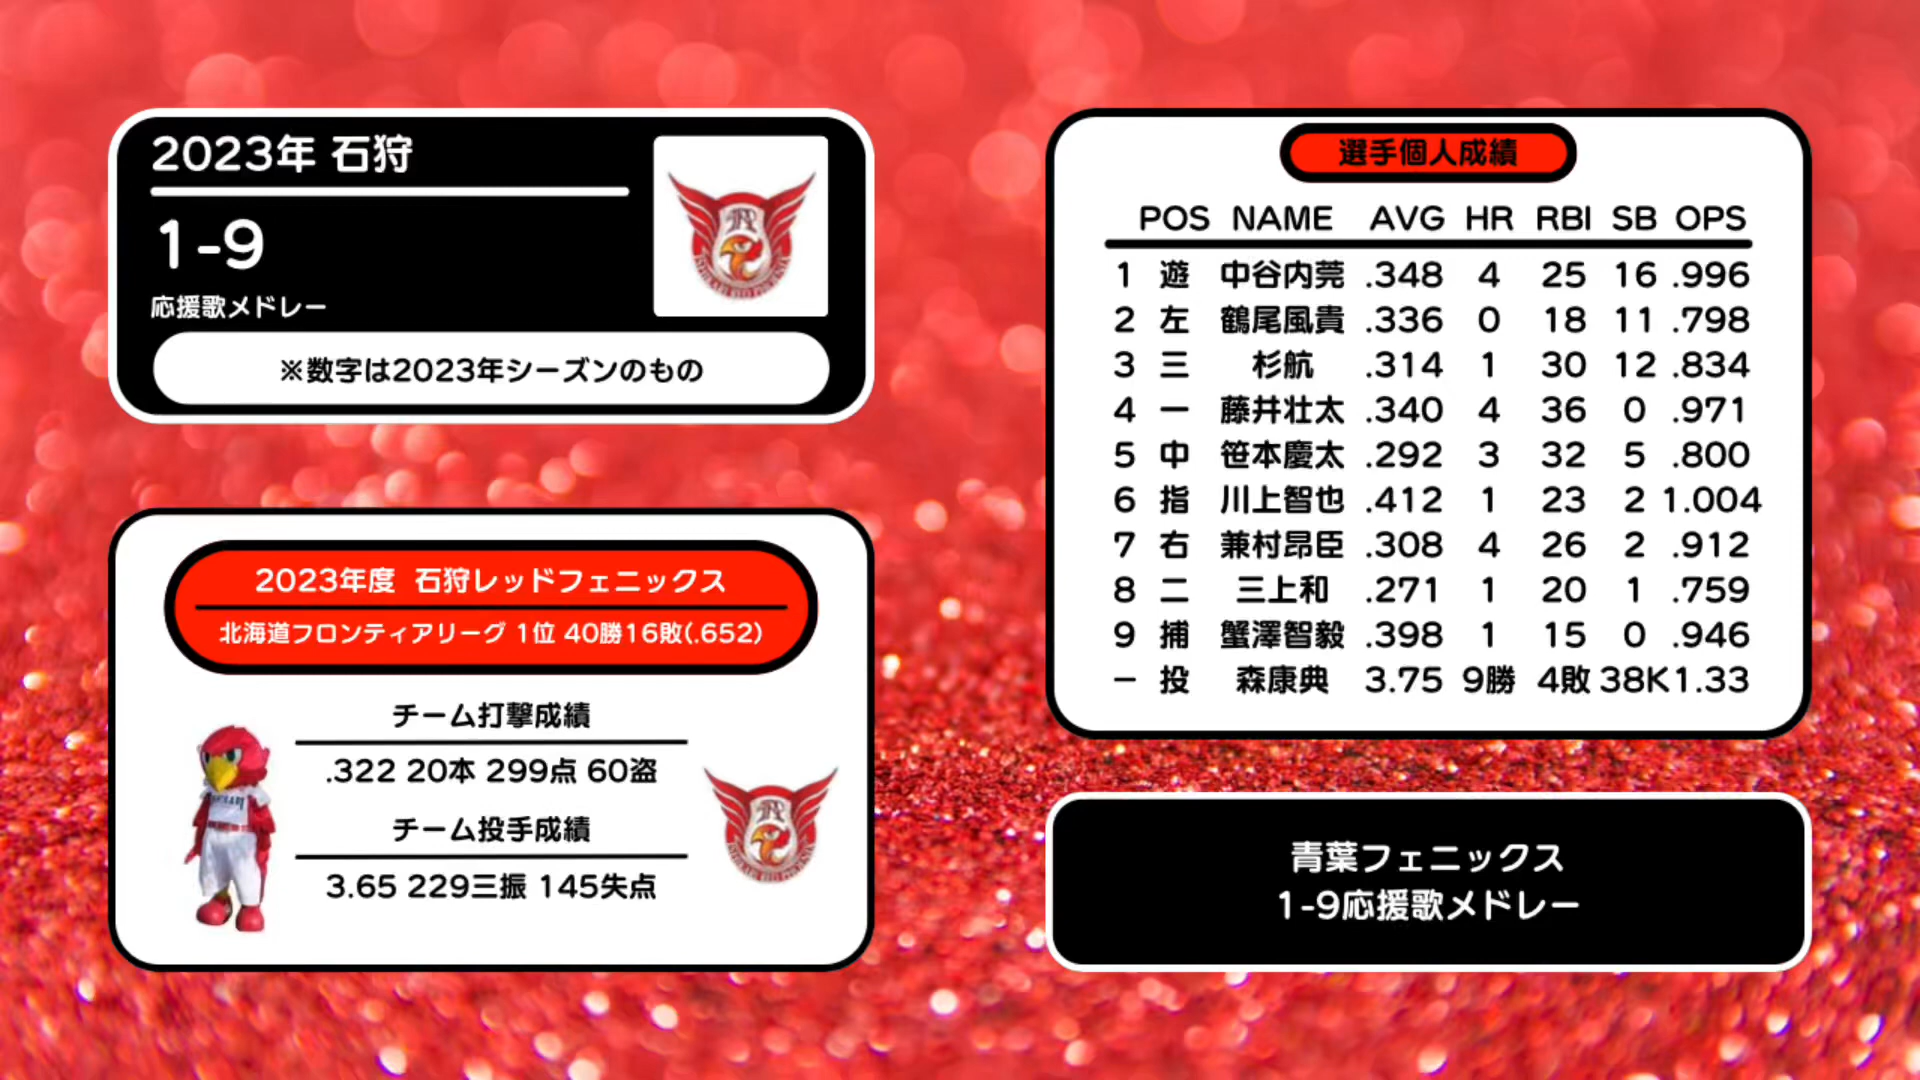 2023年 石狩
1-9
応援歌メドレー
※数字は2023年シーズンのもの
2023年度 石狩レッドフェニックス
北海道フロンティアリーグ 1位 40勝16敗(.652)
チーム打撃成績
.322 20本 299点 60盗
チーム投手成績
3.65 229三振 145失点
選手個人成績
POS NAME AVG HR RBI SB OPS
1 遊 中谷内莞 .348 4 25 16 .996
2 左 鶴尾風貴 .336 0 18 11 .798
3 三 杉航 .314 1 30 12 .834
4 一 藤井壮太 .340 4 36 0 .971
5 中 笹本慶太 .292 3 32 5 .800
6 指 川上智也 .412 1 23 2 1.004
7 右 兼村昂臣 .308 4 26 2 .912
8 二 三上和 .271 1 20 1 .759
9 捕 蟹澤智毅 .398 1 15 0 .946
− 投 森康典 3.75 9勝 4敗 38K 1.33
青葉フェニックス
1-9応援歌メドレー